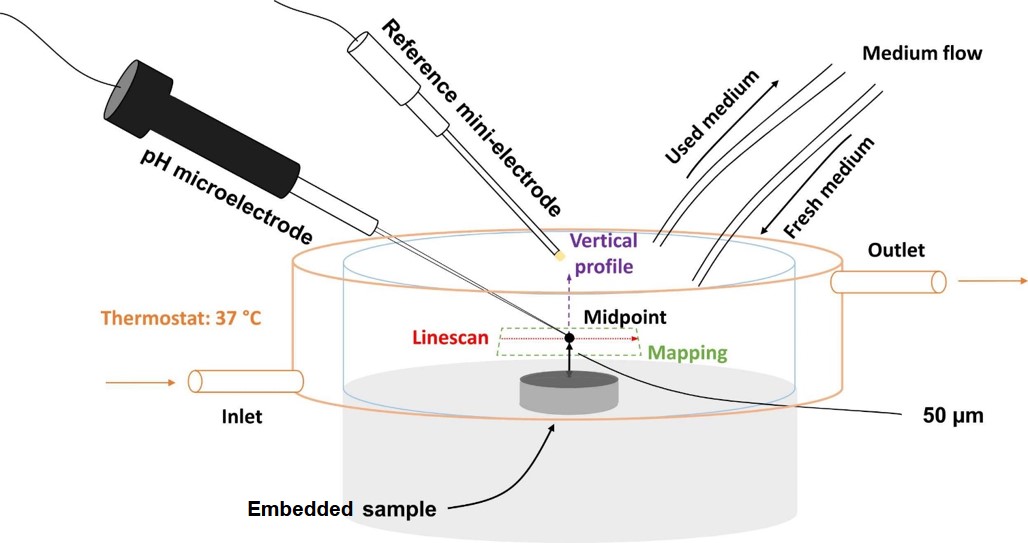 Reference mini-electrode
Medium flow
Used medium
Fresh medium
pH microelectrode
Vertical
profile
Outlet
Thermostat: 37 °C
Midpoint
Linescan
Mapping
Inlet
50 µm
Embedded sample